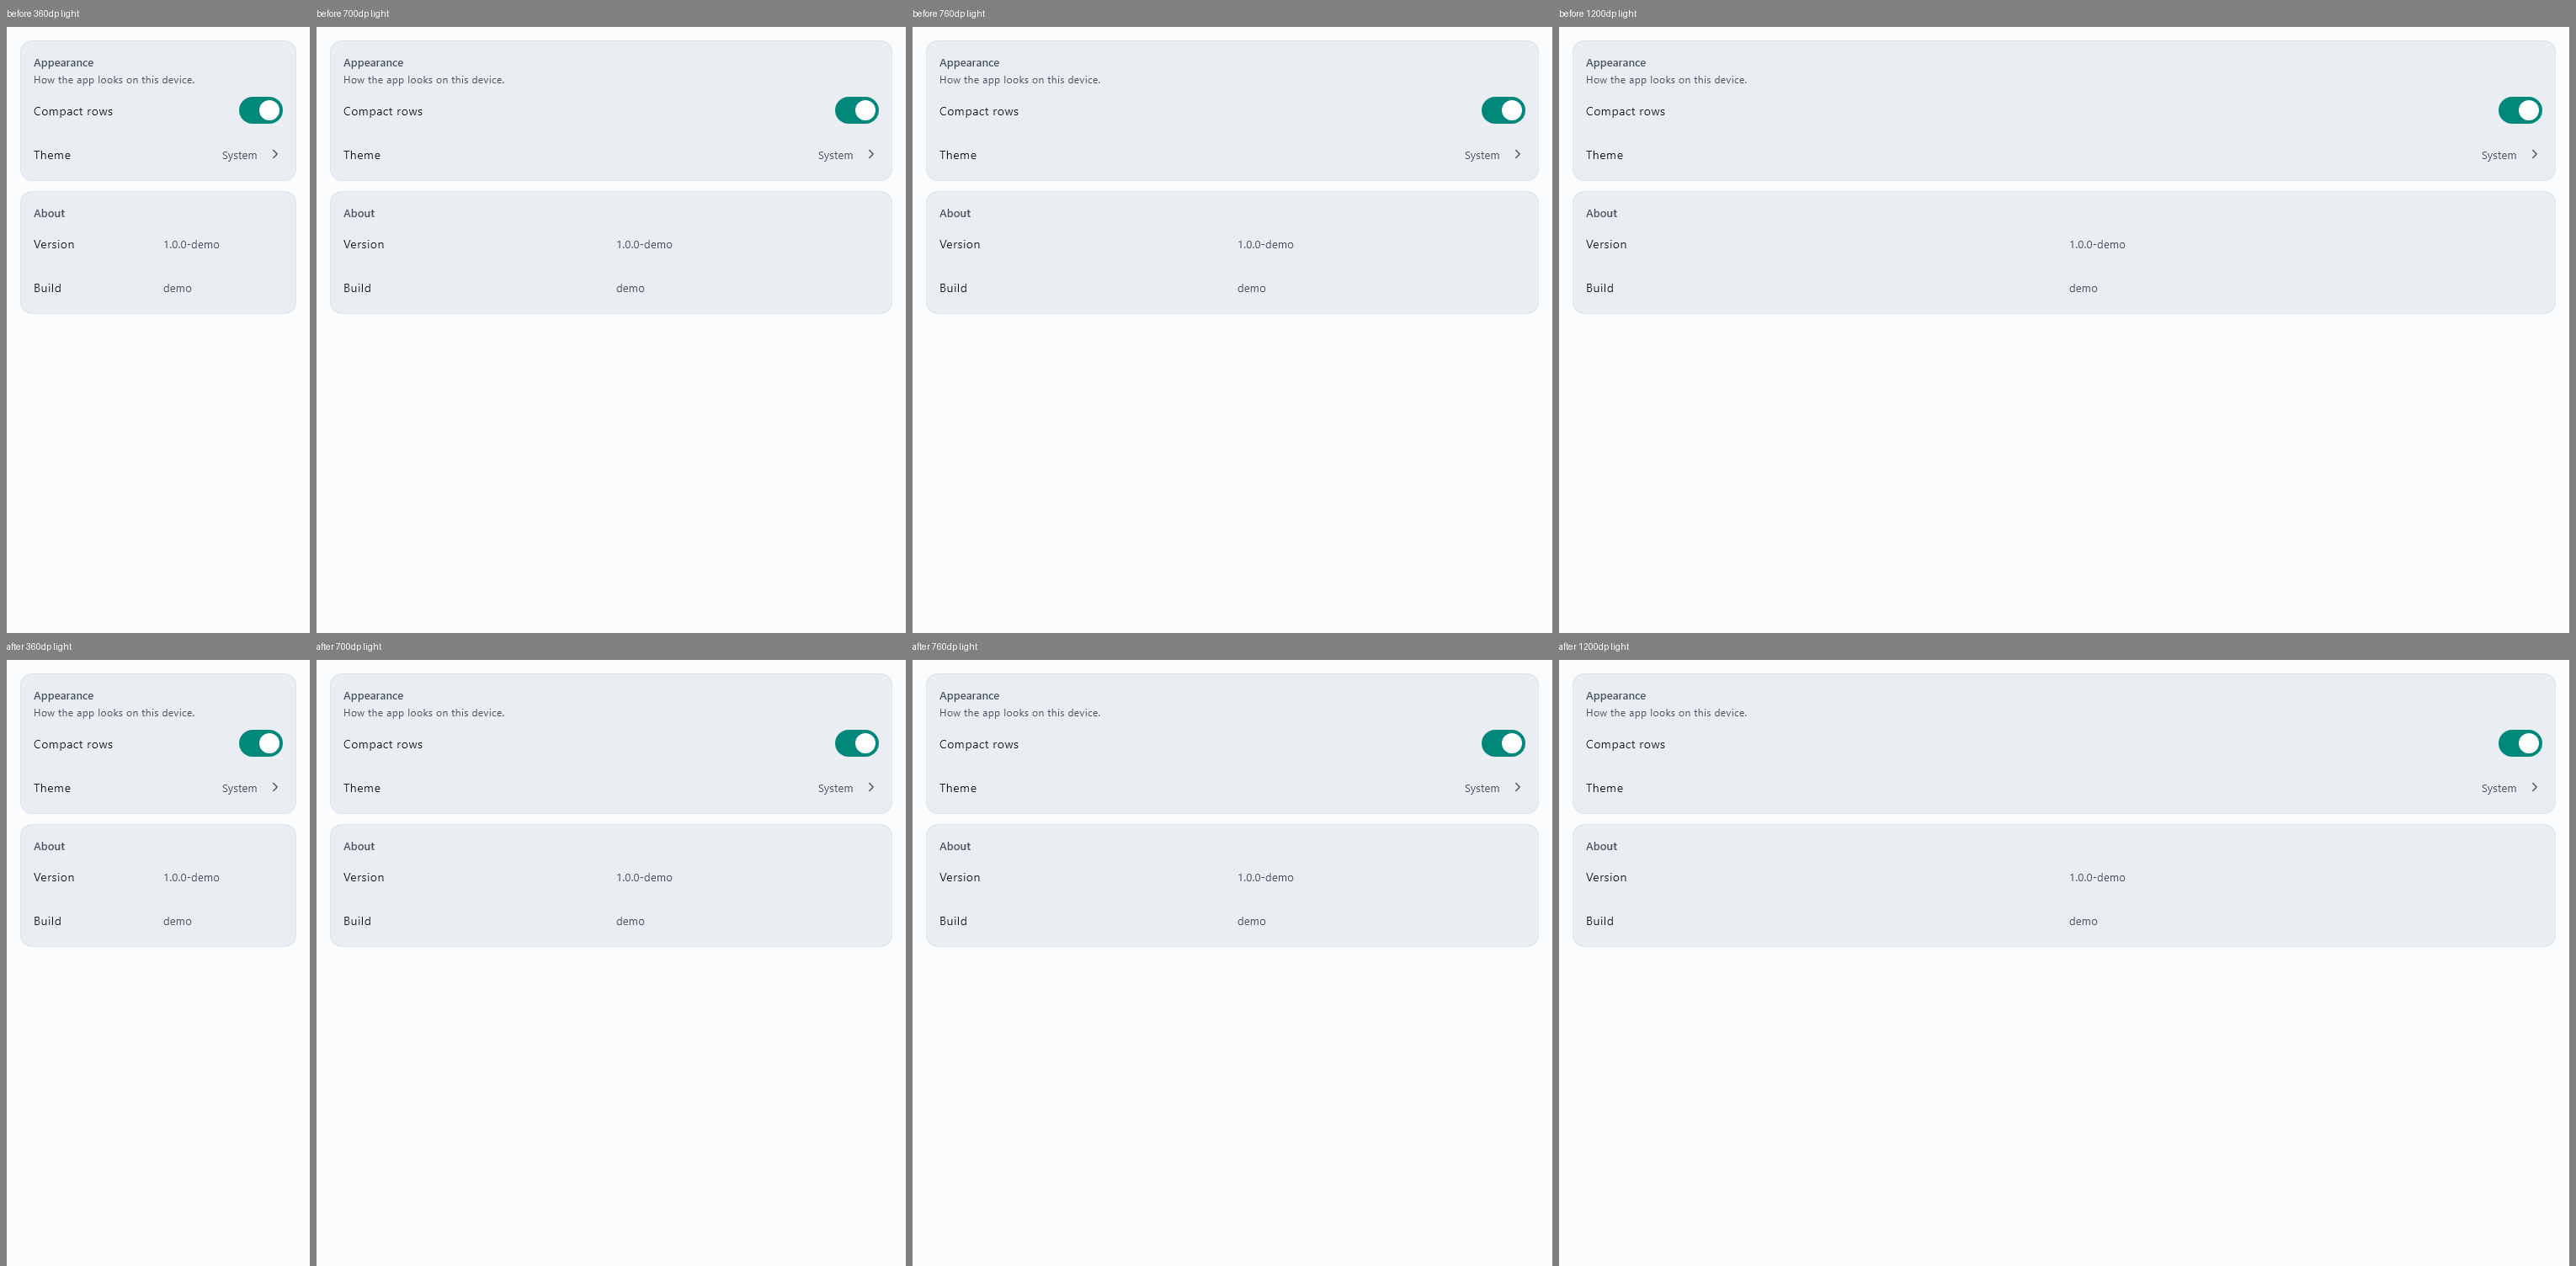 before 360dp light
Appearance
How the app looks on this device.
Compact rows
Theme System
About
Version 1.0.0-demo
Build demo
before 700dp light
Appearance
How the app looks on this device.
Compact rows
Theme System
About
Version 1.0.0-demo
Build demo
before 760dp light
Appearance
How the app looks on this device.
Compact rows
Theme System
About
Version 1.0.0-demo
Build demo
before 1200dp light
Appearance
How the app looks on this device.
Compact rows
Theme System
About
Version 1.0.0-demo
Build demo
after 360dp light
Appearance
How the app looks on this device.
Compact rows
Theme System
About
Version 1.0.0-demo
Build demo
after 700dp light
Appearance
How the app looks on this device.
Compact rows
Theme System
About
Version 1.0.0-demo
Build demo
after 760dp light
Appearance
How the app looks on this device.
Compact rows
Theme System
About
Version 1.0.0-demo
Build demo
after 1200dp light
Appearance
How the app looks on this device.
Compact rows
Theme System
About
Version 1.0.0-demo
Build demo